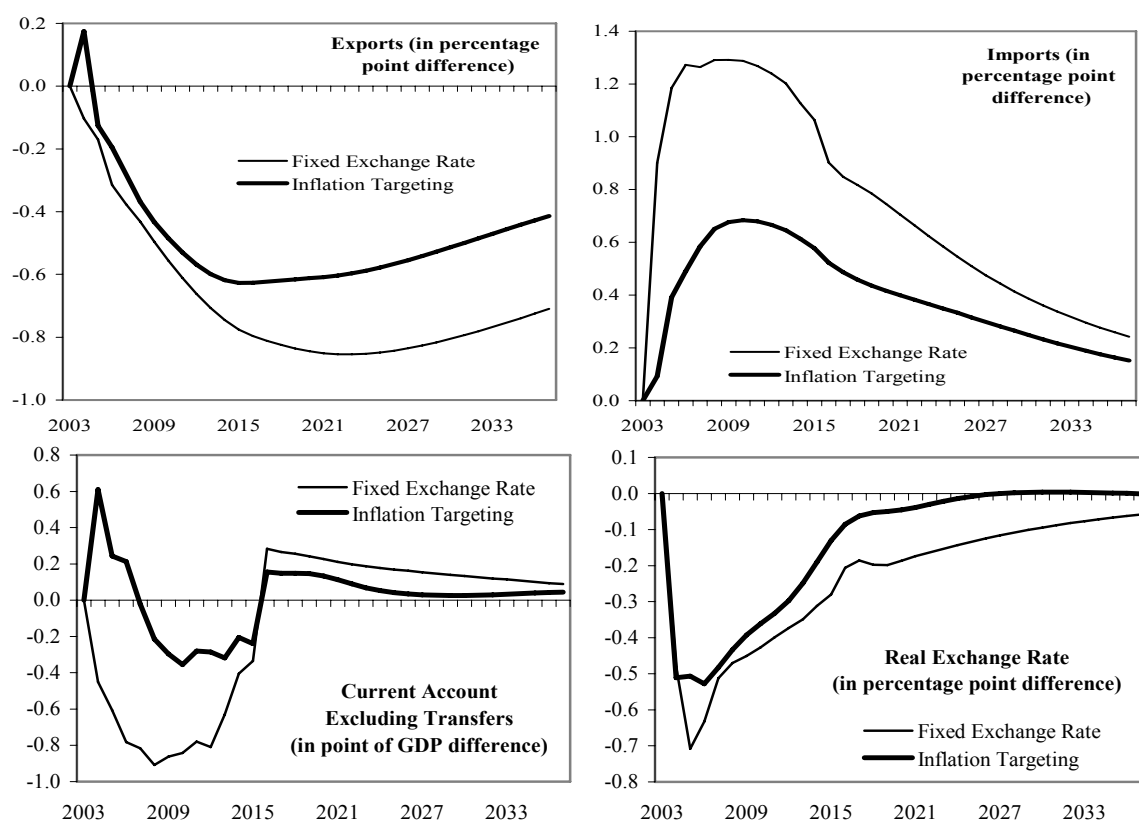 Exports (in percentage
point difference)
0.2
0.0
-0.2
-0.4
-0.6
-0.8
-1.0
Fixed Exchange Rate
Inflation Targeting
2003 2009 2015 2021 2027 2033
Imports (in
percentage point
difference)
1.4
1.2
1.0
0.8
0.6
0.4
0.2
0.0
Fixed Exchange Rate
Inflation Targeting
2003 2009 2015 2021 2027 2033
0.8
0.6
0.4
0.2
0.0
-0.2
-0.4
-0.6
-0.8
-1.0
Fixed Exchange Rate
Inflation Targeting
Current Account
Excluding Transfers
(in point of GDP difference)
2003 2009 2015 2021 2027 2033
0.1
0.0
-0.1
-0.2
-0.3
-0.4
-0.5
-0.6
-0.7
-0.8
Real Exchange Rate
(in percentage point difference)
Fixed Exchange Rate
Inflation Targeting
2003 2009 2015 2021 2027 2033